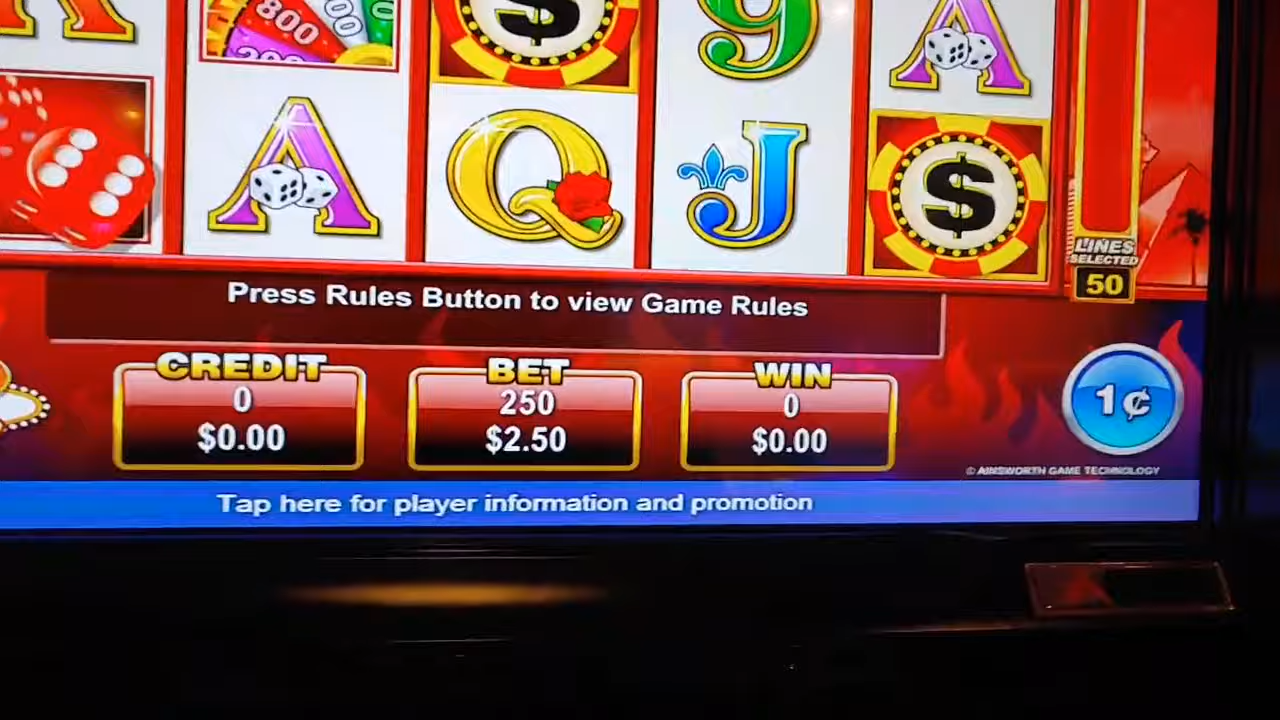 800
$
9
A
A
Q
J
$
LINES
SELECTED
50
Press Rules Button to view Game Rules
CREDIT
0
$0.00
BET
250
$2.50
WIN
0
$0.00
1¢
© AINSWORTH GAME TECHNOLOGY
Tap here for player information and promotion